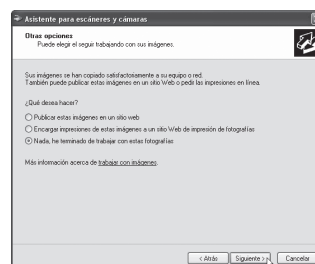 Asistente para escáneres y cámaras
Otras opciones
Puede elegir el seguir trabajando con sus imágenes.
Sus imágenes se han copiado satisfactoriamente a su equipo o red.
También puede publicar estas imágenes en un sitio Web o pedir las impresiones en línea.
¿Qué desea hacer?
Publicar estas imágenes en un sitio web
Encargar impresiones de estas imágenes a un sitio Web de impresión de fotografías
Nada, he terminado de trabajar con estas fotografías
Más información acerca de trabajar con imágenes.
< Atrás Siguiente > Cancelar